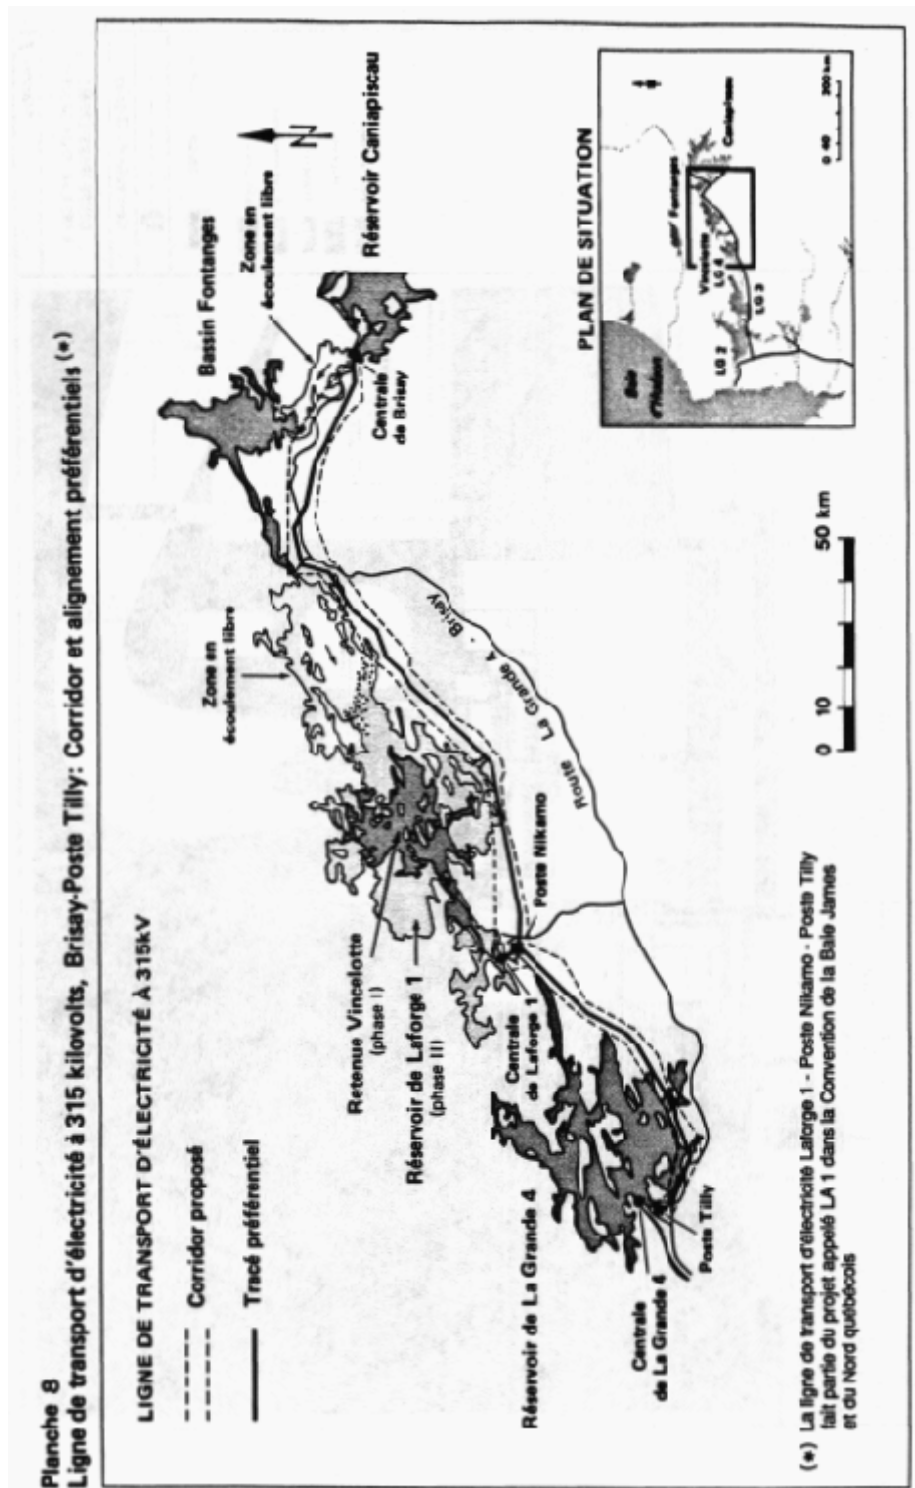 Planche 8
Ligne de transport d'électricité à 315 kilovolts, Brisay-Poste Tilly: Corridor et alignement préférentiels (*)
LIGNE DE TRANSPORT D'ÉLECTRICITÉ À 315kV
Corridor proposé
Tracé préférentiel
Bassin Fontanges
Zone en
écoulement libre
N
Réservoir Caniapiscau
Centrale
de Brisay
Zone en
écoulement libre
Retenue Vincelotte
(phase I)
Réservoir de Laforge 1
(phase III)
Centrale
de Laforge 1
Poste Nikamo
Route La Grande 4 Brisay
Réservoir de La Grande 4
Centrale
de La Grande 4
Poste Tilly
0 10 50 km
PLAN DE SITUATION
Baie
d'Hudson
Fontanges
Caniapiscau
Vincelotte
LG 4
LG 3
LG 2
0 40 200 km
(*) La ligne de transport d'électricité Laforge 1 - Poste Nikamo - Poste Tilly
fait partie du projet appelé LA 1 dans la Convention de la Baie James
et du Nord québécois